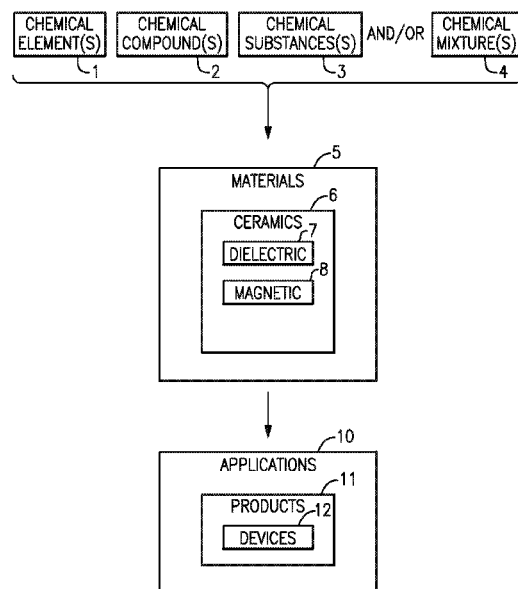 CHEMICAL ELEMENT(S)
CHEMICAL COMPOUND(S)
CHEMICAL SUBSTANCES(S)
AND/OR
CHEMICAL MIXTURE(S)
1
2
3
4
5
MATERIALS
6
CERAMICS
7
DIELECTRIC
8
MAGNETIC
10
APPLICATIONS
11
PRODUCTS
12
DEVICES